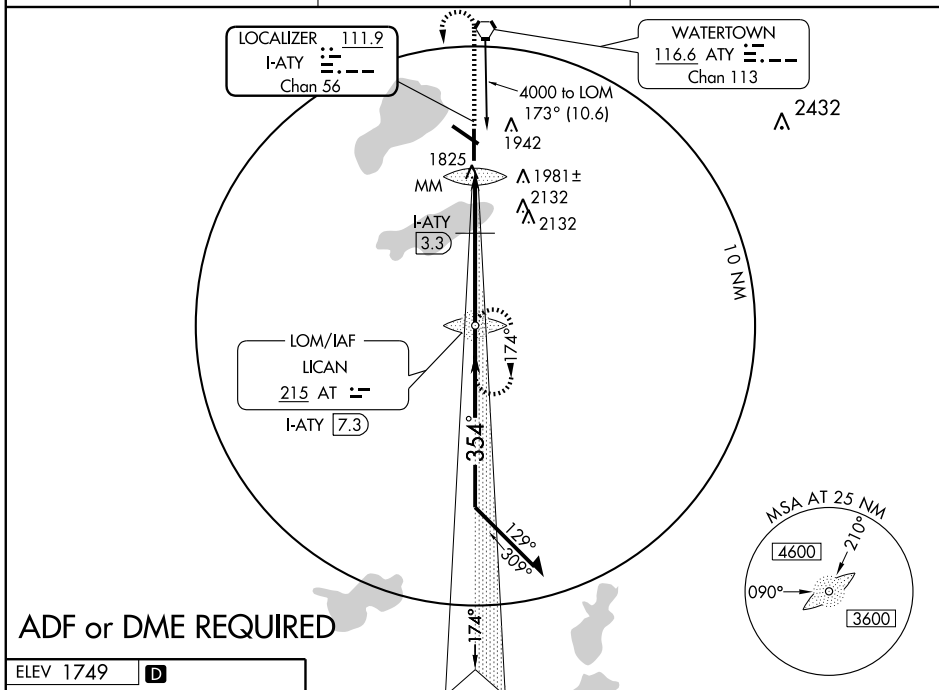 LOCALIZER 111.9
I-ATY
Chan 56
WATERTOWN
116.6 ATY
Chan 113
4000 to LOM
173° (10.6)
2432
1942
1825
MM
1981±
2132
2132
I-ATY
3.3
10 NM
LOM/IAF
LICAN
215 AT
I-ATY 7.3
174°
354°
129°
309°
174°
MSA AT 25 NM
210°
4600
090°
3600
ADF or DME REQUIRED
ELEV 1749 D